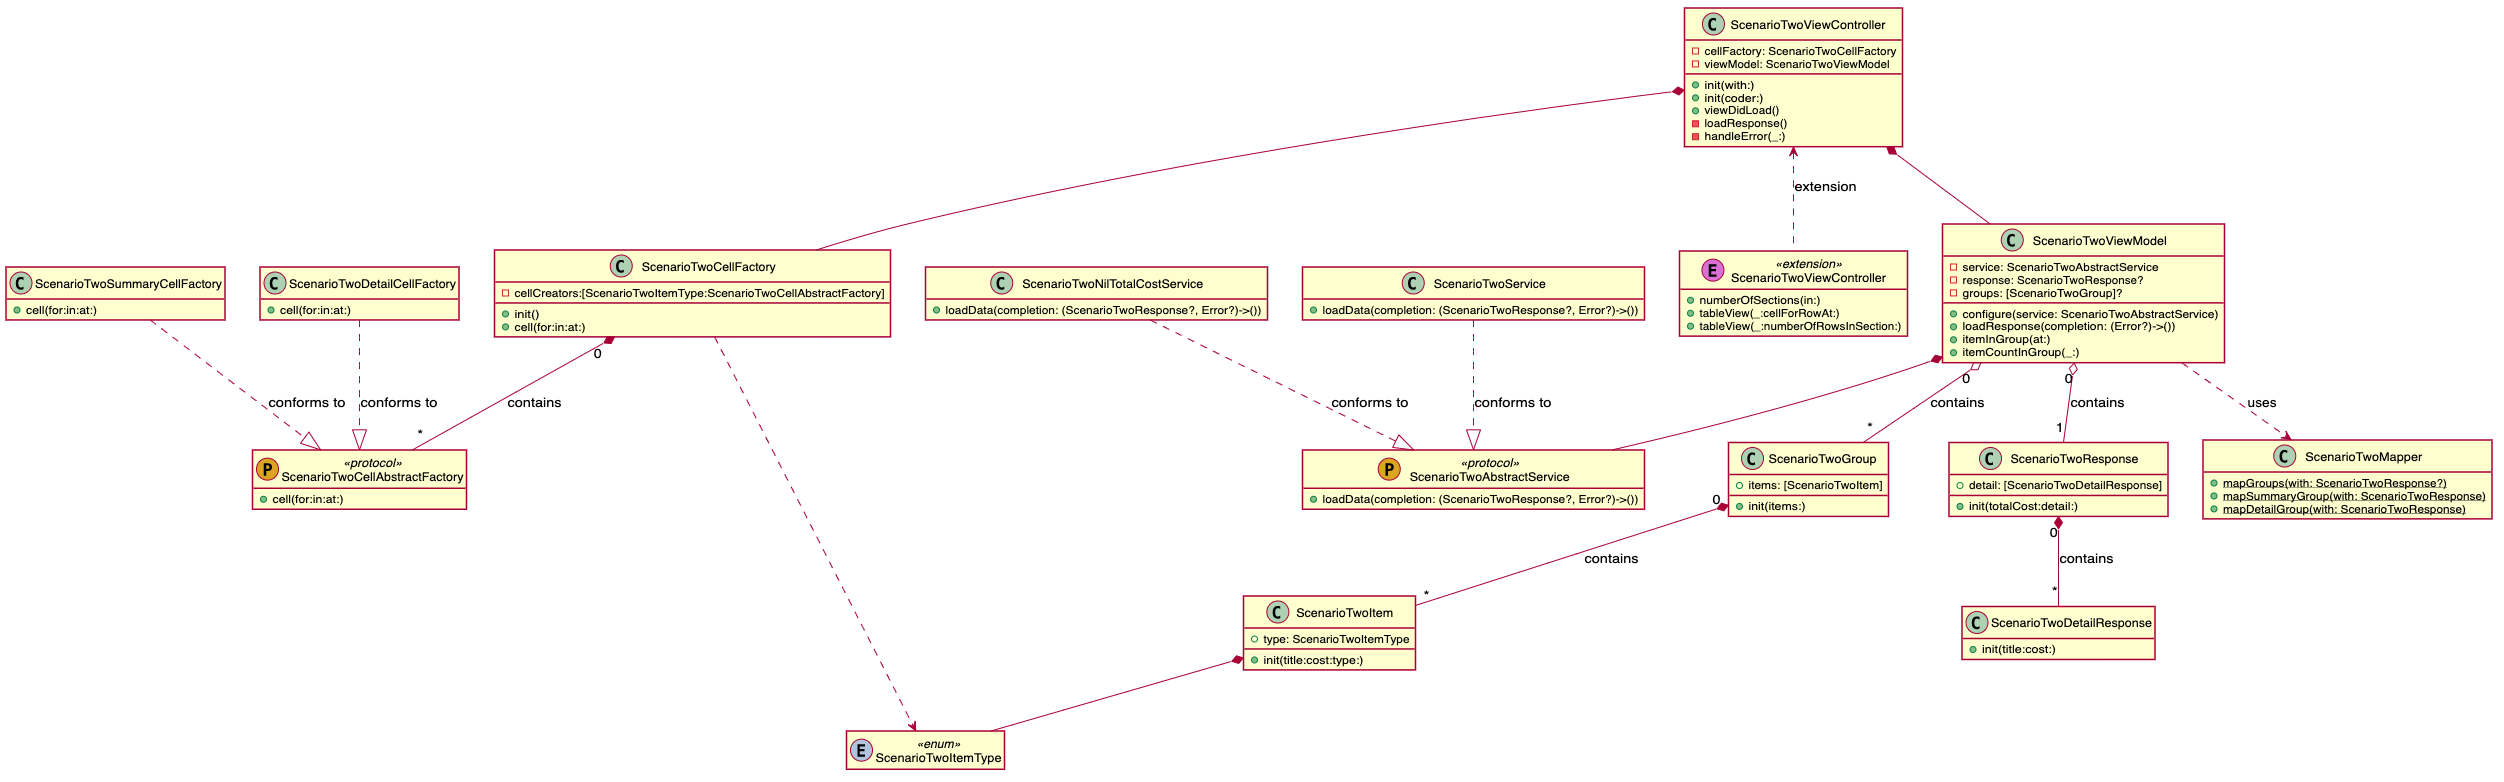 C ScenarioTwoViewController
cellFactory: ScenarioTwoCellFactory
viewModel: ScenarioTwoViewModel
init(with:)
init(coder:)
viewDidLoad()
loadResponse()
handleError(_:)
extension
C ScenarioTwoSummaryCellFactory
cell(for:in:at:)
C ScenarioTwoDetailCellFactory
cell(for:in:at:)
C ScenarioTwoCellFactory
cellCreators:[ScenarioTwoItemType:ScenarioTwoCellAbstractFactory]
init()
cell(for:in:at:)
C ScenarioTwoNilTotalCostService
loadData(completion: (ScenarioTwoResponse?, Error?)->())
C ScenarioTwoService
loadData(completion: (ScenarioTwoResponse?, Error?)->())
E «extension»
ScenarioTwoViewController
numberOfSections(in:)
tableView(_:cellForRowAt:)
tableView(_:numberOfRowsInSection:)
C ScenarioTwoViewModel
service: ScenarioTwoAbstractService
response: ScenarioTwoResponse?
groups: [ScenarioTwoGroup]?
configure(service: ScenarioTwoAbstractService)
loadResponse(completion: (Error?)->())
itemInGroup(at:)
itemCountInGroup(_:)
0
0
0
conforms to
conforms to
contains
conforms to
conforms to
contains
contains
uses
*
*
1
P «protocol»
ScenarioTwoCellAbstractFactory
cell(for:in:at:)
P «protocol»
ScenarioTwoAbstractService
loadData(completion: (ScenarioTwoResponse?, Error?)->())
C ScenarioTwoGroup
items: [ScenarioTwoItem]
init(items:)
C ScenarioTwoResponse
detail: [ScenarioTwoDetailResponse]
init(totalCost:detail:)
C ScenarioTwoMapper
mapGroups(with: ScenarioTwoResponse?)
mapSummaryGroup(with: ScenarioTwoResponse)
mapDetailGroup(with: ScenarioTwoResponse)
0
0
contains
contains
*
*
C ScenarioTwoItem
type: ScenarioTwoItemType
init(title:cost:type:)
C ScenarioTwoDetailResponse
init(title:cost:)
E «enum»
ScenarioTwoItemType